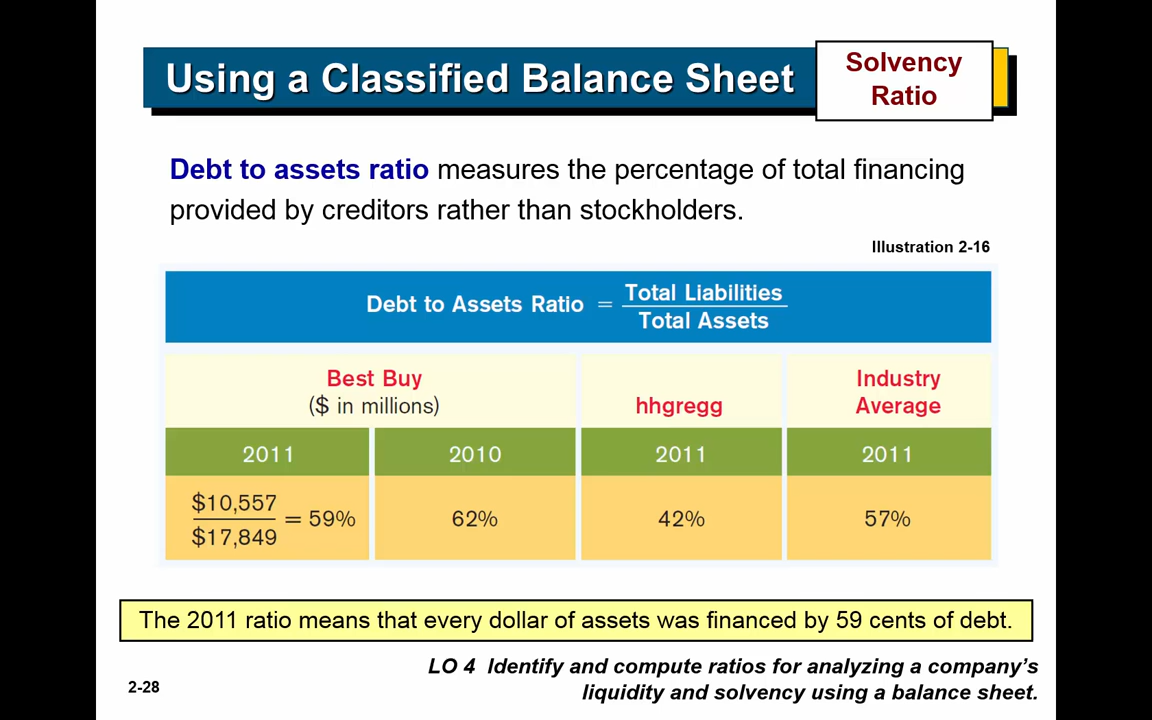 Using a Classified Balance Sheet
Solvency
Ratio
Debt to assets ratio measures the percentage of total financing
provided by creditors rather than stockholders.
Illustration 2-16
Debt to Assets Ratio = Total Liabilities
Total Assets
Best Buy
($ in millions)
hhgregg
Industry
Average
2011
2010
2011
2011
$10,557
$17,849
= 59%
62%
42%
57%
The 2011 ratio means that every dollar of assets was financed by 59 cents of debt.
LO 4 Identify and compute ratios for analyzing a company’s
liquidity and solvency using a balance sheet.
2-28